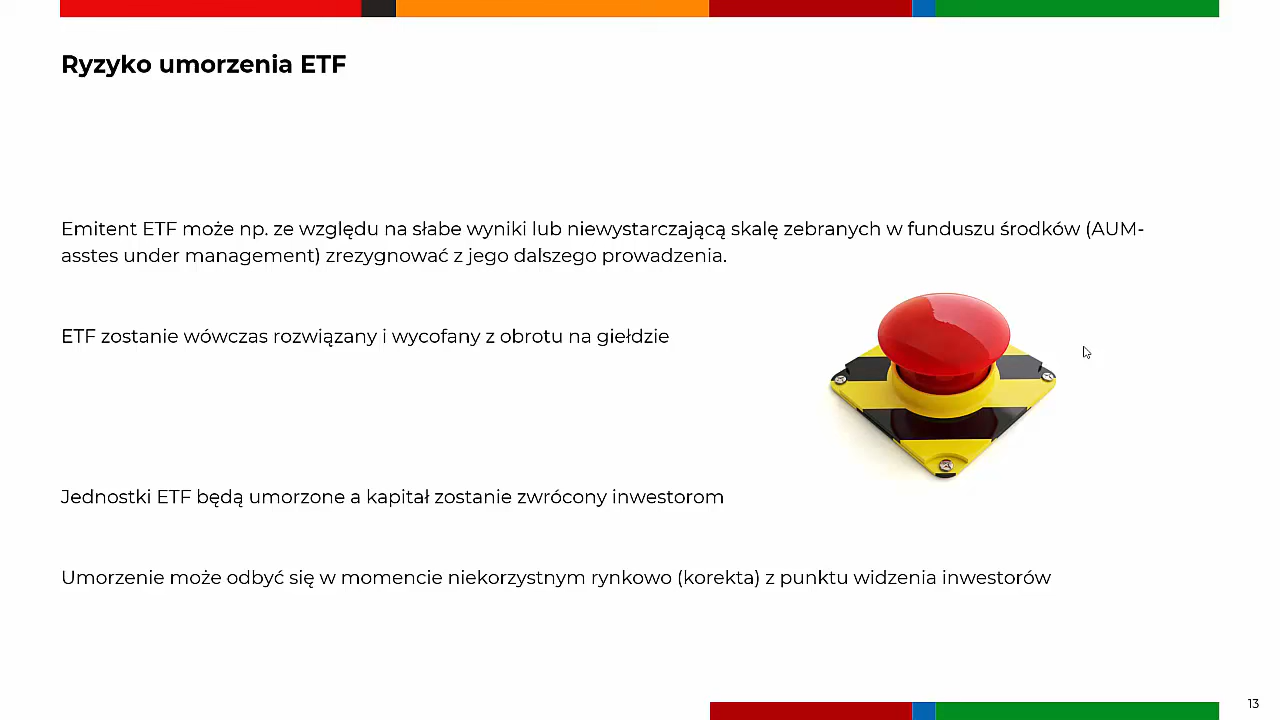 Ryzyko umorzenia ETF
Emitent ETF może np. ze względu na słabe wyniki lub niewystarczającą skalę zebranych w funduszu środków (AUM-
asstes under management) zrezygnować z jego dalszego prowadzenia.
ETF zostanie wówczas rozwiązany i wycofany z obrotu na giełdzie
Jednostki ETF będą umorzone a kapitał zostanie zwrócony inwestorom
Umorzenie może odbyć się w momencie niekorzystnym rynkowo (korekta) z punktu widzenia inwestorów
13